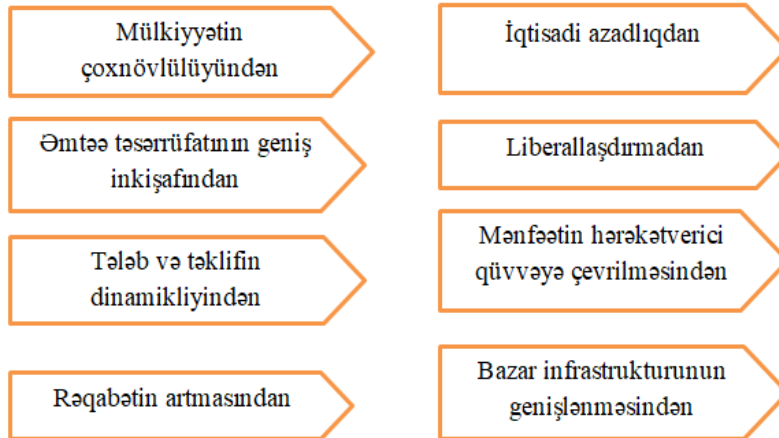 Mülkiyyətin
çoxnövlülüyündən
İqtisadi azadlıqdan
Əmtəə təsərrüfatının geniş
inkişafından
Liberallaşdırmadan
Tələb və təklifin
dinamikliyindən
Mənfəətin hərəkətverici
qüvvəyə çevrilməsindən
Rəqabətin artmasından
Bazar infrastrukturunun
genişlənməsindən